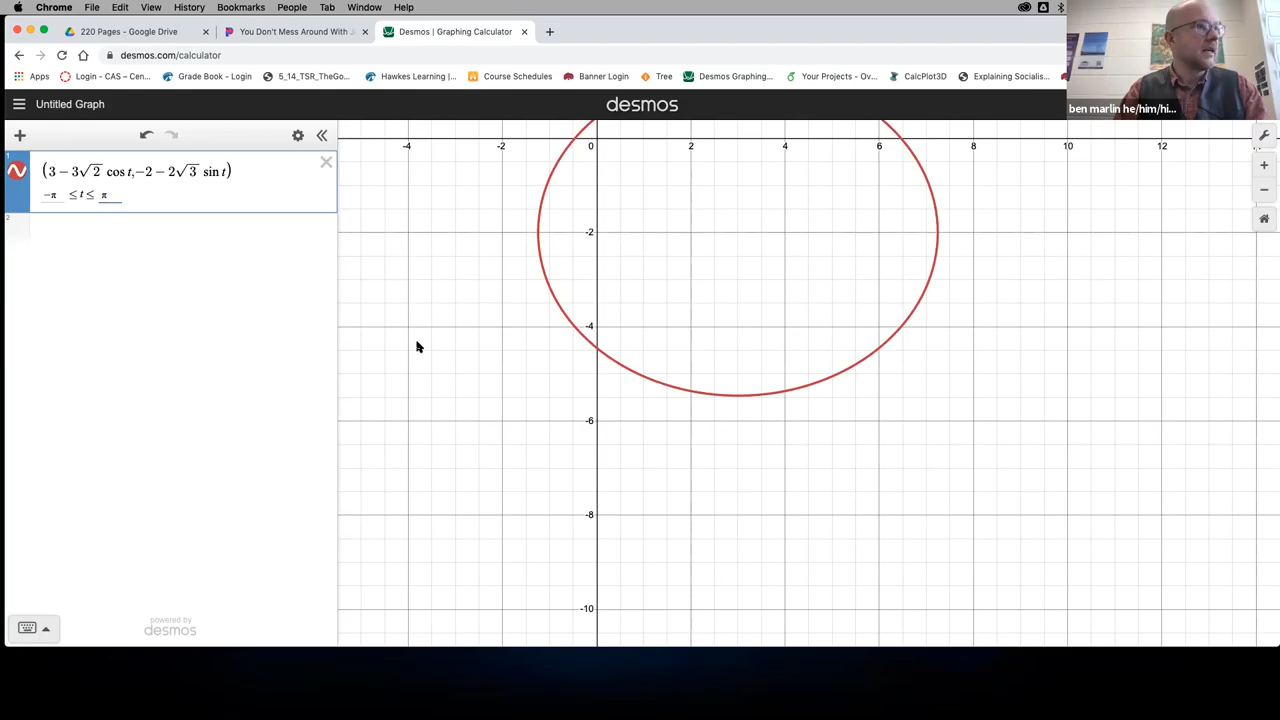 Chrome File Edit View History Bookmarks People Tab Window Help
220 Pages - Google Drive
You Don't Mess Around With
Desmos | Graphing Calculator
desmos.com/calculator
Apps
Login - CAS – Cen...
Grade Book - Login
5_14_TSR_TheGo...
Hawkes Learning |...
Course Schedules
Banner Login
Tree
Desmos Graphing...
Your Projects - Ov...
CalcPlot3D
Explaining Socialis...
ben marlin he/him/hi...
Untitled Graph
desmos
1
(3 − 3√2 cos t, −2 − 2√3 sin t)
−π ≤ t ≤ π
2
-4 -2 0 2 4 6 8 10 12
-2
-4
-6
-8
-10
powered by
desmos